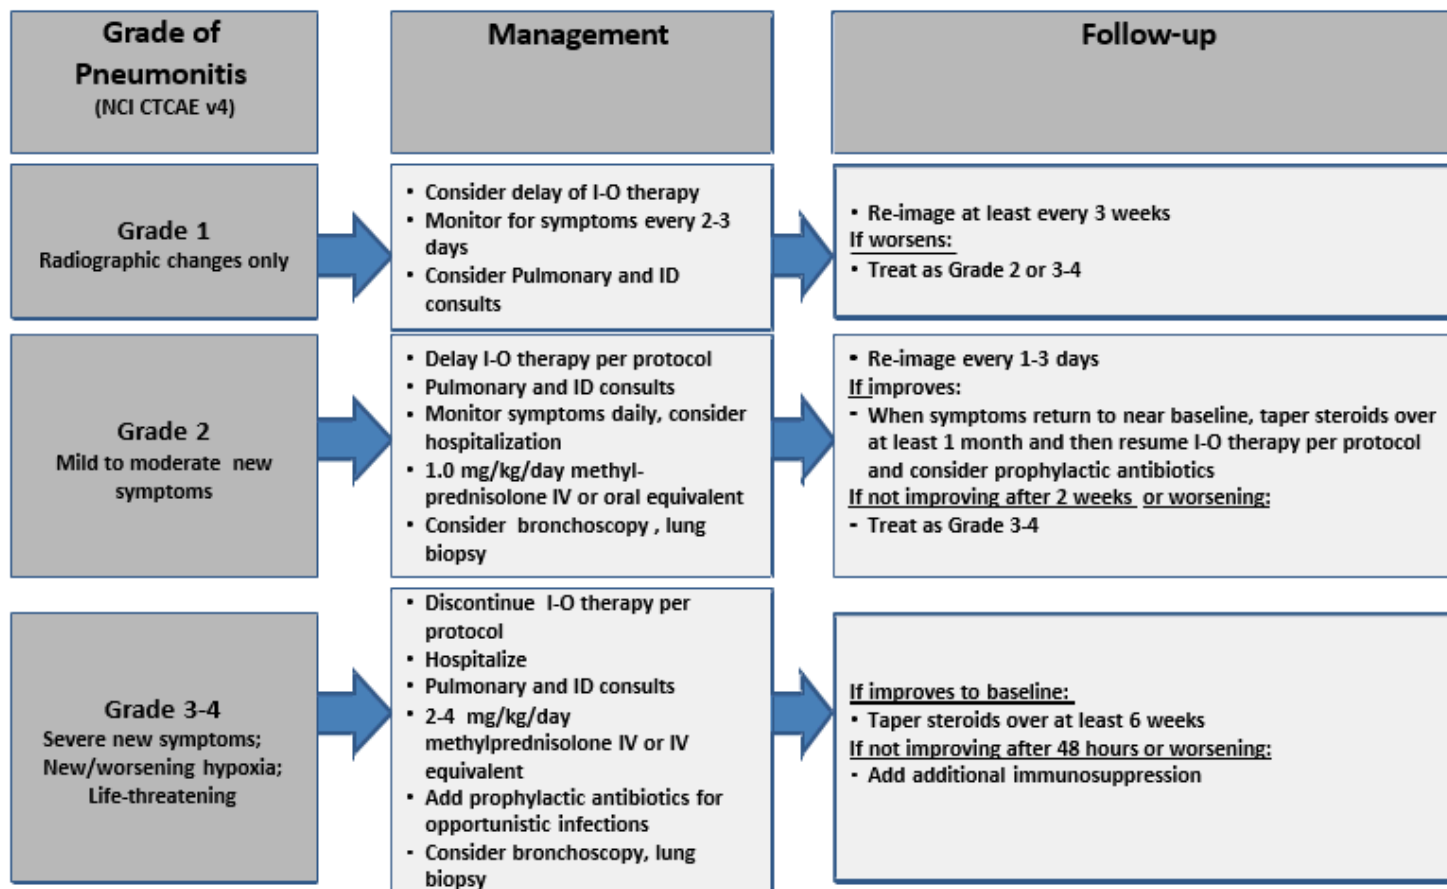 Grade of
Pneumonitis
(NCI CTCAE v4)
Management
Follow-up
Grade 1
Radiographic changes only
• Consider delay of I-O therapy
• Monitor for symptoms every 2-3
days
• Consider Pulmonary and ID
consults
• Re-image at least every 3 weeks
If worsens:
• Treat as Grade 2 or 3-4
Grade 2
Mild to moderate new
symptoms
• Delay I-O therapy per protocol
• Pulmonary and ID consults
• Monitor symptoms daily, consider
hospitalization
• 1.0 mg/kg/day methyl-
prednisolone IV or oral equivalent
• Consider bronchoscopy , lung
biopsy
• Re-image every 1-3 days
If improves:
- When symptoms return to near baseline, taper steroids over
at least 1 month and then resume I-O therapy per protocol
and consider prophylactic antibiotics
If not improving after 2 weeks or worsening:
- Treat as Grade 3-4
Grade 3-4
Severe new symptoms;
New/worsening hypoxia;
Life-threatening
• Discontinue I-O therapy per
protocol
• Hospitalize
• Pulmonary and ID consults
• 2-4 mg/kg/day
methylprednisolone IV or IV
equivalent
• Add prophylactic antibiotics for
opportunistic infections
- Consider bronchoscopy, lung
biopsy
If improves to baseline:
• Taper steroids over at least 6 weeks
If not improving after 48 hours or worsening:
- Add additional immunosuppression